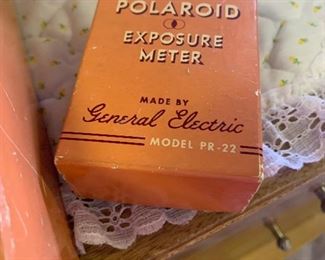 POLAROID
EXPOSURE
METER
MADE BY
General Electric
MODEL PR-22